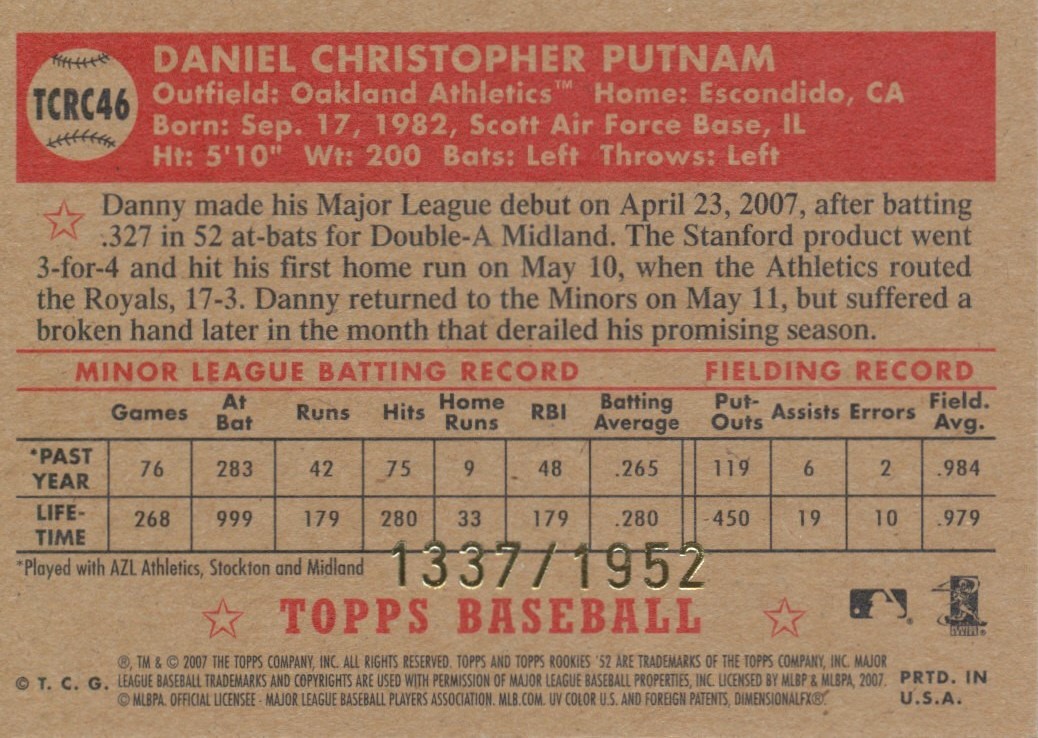 TCRC46
DANIEL CHRISTOPHER PUTNAM
Outfield: Oakland Athletics™ Home: Escondido, CA
Born: Sep. 17, 1982, Scott Air Force Base, IL
Ht: 5'10" Wt: 200 Bats: Left Throws: Left
Danny made his Major League debut on April 23, 2007, after batting
.327 in 52 at-bats for Double-A Midland. The Stanford product went
3-for-4 and hit his first home run on May 10, when the Athletics routed
the Royals, 17-3. Danny returned to the Minors on May 11, but suffered a
broken hand later in the month that derailed his promising season.
MINOR LEAGUE BATTING RECORD FIELDING RECORD
Games At Bat Runs Hits Home Runs RBI Batting Average Put-Outs Assists Errors Field. Avg.
*PAST YEAR 76 283 42 75 9 48 .265 119 6 2 .984
LIFE-TIME 268 999 179 280 33 179 .280 450 19 10 .979
*Played with AZL Athletics, Stockton and Midland
1337/1952
TOPPS BASEBALL
®, TM & © 2007 THE TOPPS COMPANY, INC. ALL RIGHTS RESERVED. TOPPS AND TOPPS ROOKIES '52 ARE TRADEMARKS OF THE TOPPS COMPANY, INC. MAJOR
© T. C. G. LEAGUE BASEBALL TRADEMARKS AND COPYRIGHTS ARE USED WITH PERMISSION OF MAJOR LEAGUE BASEBALL PROPERTIES, INC. LICENSED BY MLBP & MLBPA, 2007. PRTD. IN
© MLBPA. OFFICIAL LICENSEE - MAJOR LEAGUE BASEBALL PLAYERS ASSOCIATION. MLB.COM. UV COLOR U.S. AND FOREIGN PATENTS, DIMENSIONALFX®. U.S.A.